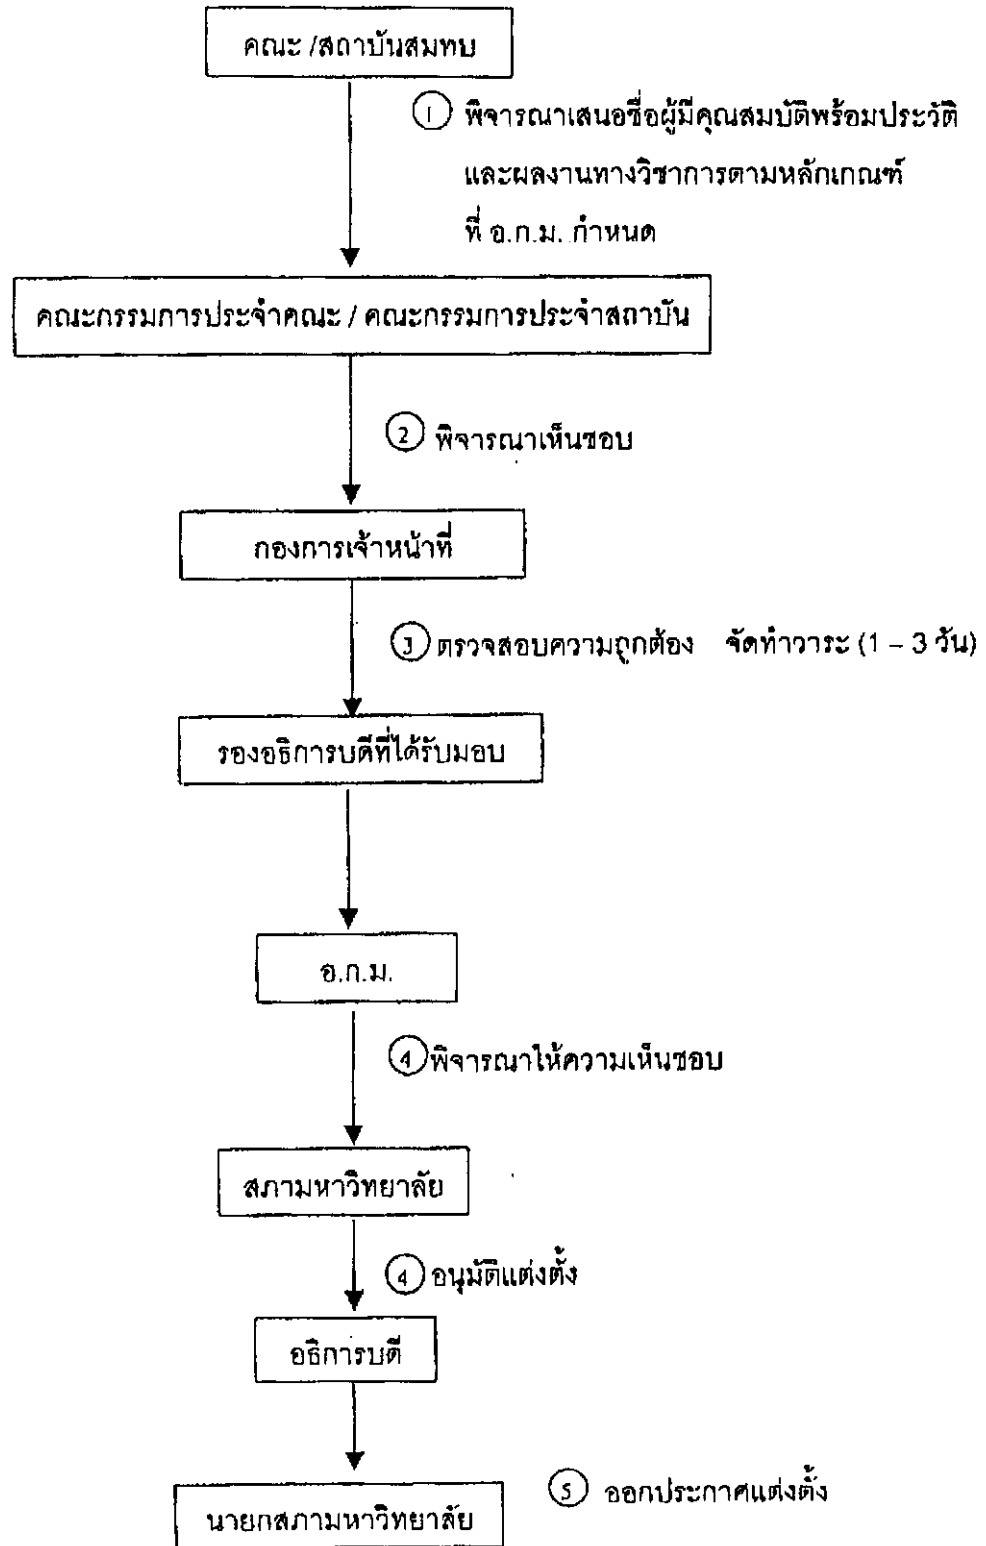 คณะ /สถาบันสมทบ
① พิจารณาเสนอชื่อผู้มีคุณสมบัติพร้อมประวัติ
และผลงานทางวิชาการตามหลักเกณฑ์
ที่ อ.ก.ม. กำหนด
คณะกรรมการประจำคณะ / คณะกรรมการประจำสถาบัน
② พิจารณาเห็นชอบ
กองการเจ้าหน้าที่
③ ตรวจสอบความถูกต้อง จัดทำวาระ (1 – 3 วัน)
รองอธิการบดีที่ได้รับมอบ
อ.ก.ม.
④ พิจารณาให้ความเห็นชอบ
สภามหาวิทยาลัย
④ อนุมัติแต่งตั้ง
อธิการบดี
⑤ ออกประกาศแต่งตั้ง
นายกสภามหาวิทยาลัย